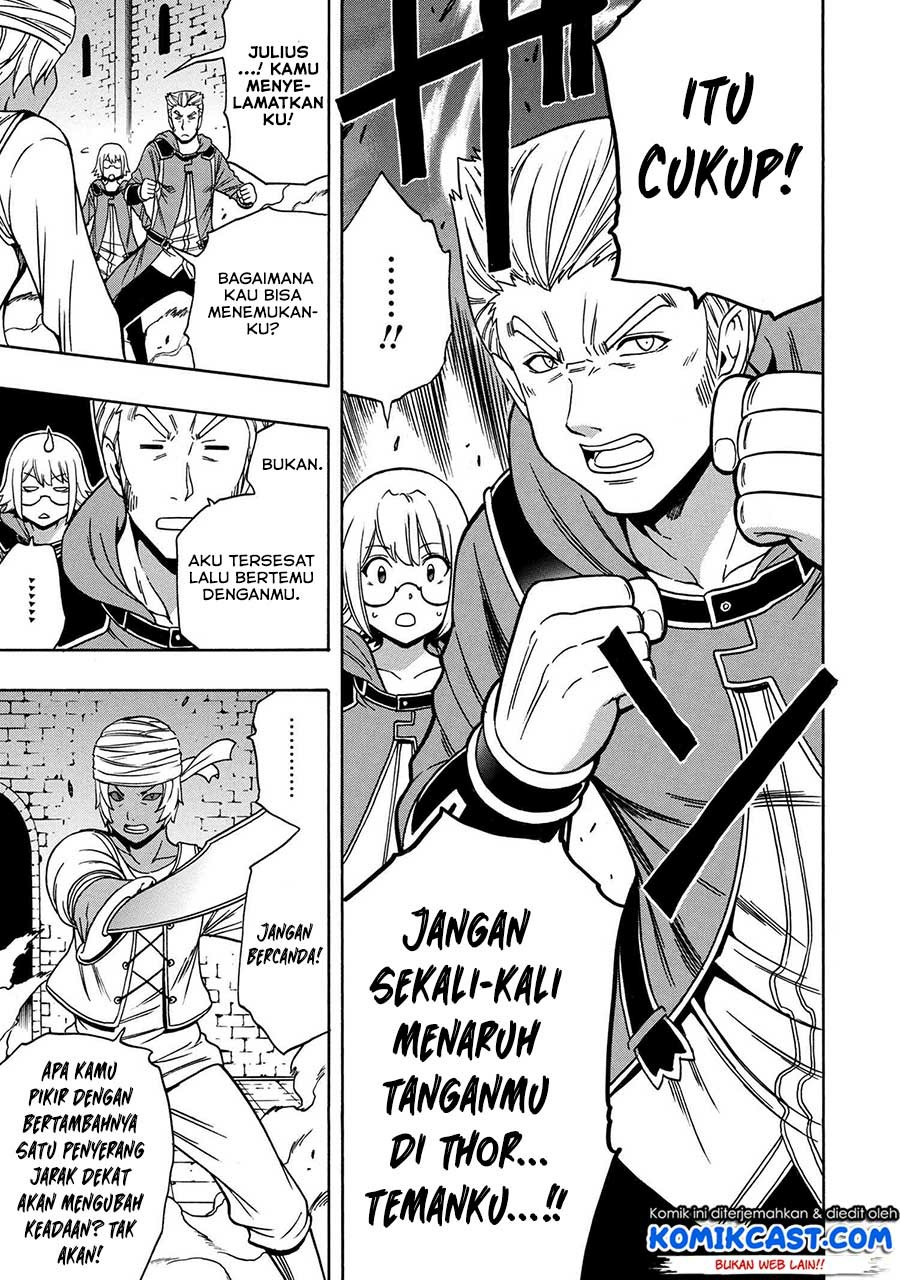 ITU
CUKUP!
........!!
JANGAN
SEKALI-KALI
MENARUH
TANGANMU
DI THOR...
TEMANKU...!!
JULIUS
...! KAMU
MENYE-
LAMATKAN
KU!
BAGAIMANA
KAU BISA
MENEMUKAN-
KU?
BUKAN.
AKU TERSESAT
LALU BERTEMU
DENGANMU.
JANGAN
BERCANDA!
APA KAMU
PIKIR DENGAN
BERTAMBAHNYA
SATU PENYERANG
JARAK DEKAT
AKAN MENGUBAH
KEADAAN? TAK
AKAN!
Komik ini diterjemahkan & diedit oleh
KOMIKCAST.COM
BUKAN WEB LAIN!!